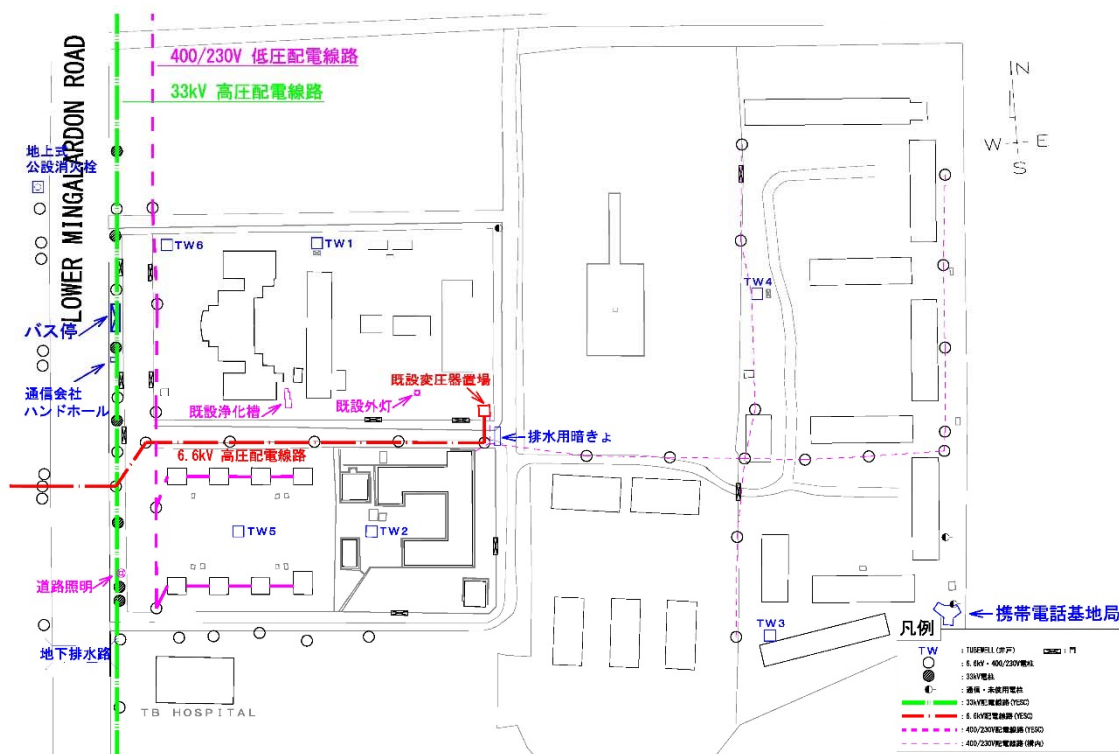 LOWER MINGALARDON ROAD
400/230V 低圧配電線路
33kV 高圧配電線路
N
W
E
S
地上式
公設消火栓
TW6
TW1
TW4
バス停
通信会社
ハンドホール
既設変圧器置場
既設浄化槽
既設外灯
排水用暗きょ
6.6kV 高圧配電線路
TW5
TW2
道路照明
携帯電話基地局
TW3
地下排水路
TB HOSPITAL
凡例
TW : TUBEWELL(井戸)
: 門
: 6.6kV・400/230V電柱
: 33kV電柱
: 通信・未使用電柱
: 33kV配電線路(YESC)
: 6.6kV配電線路(YESC)
: 400/230V配電線路(YESC)
: 400/230V配電線路(構内)